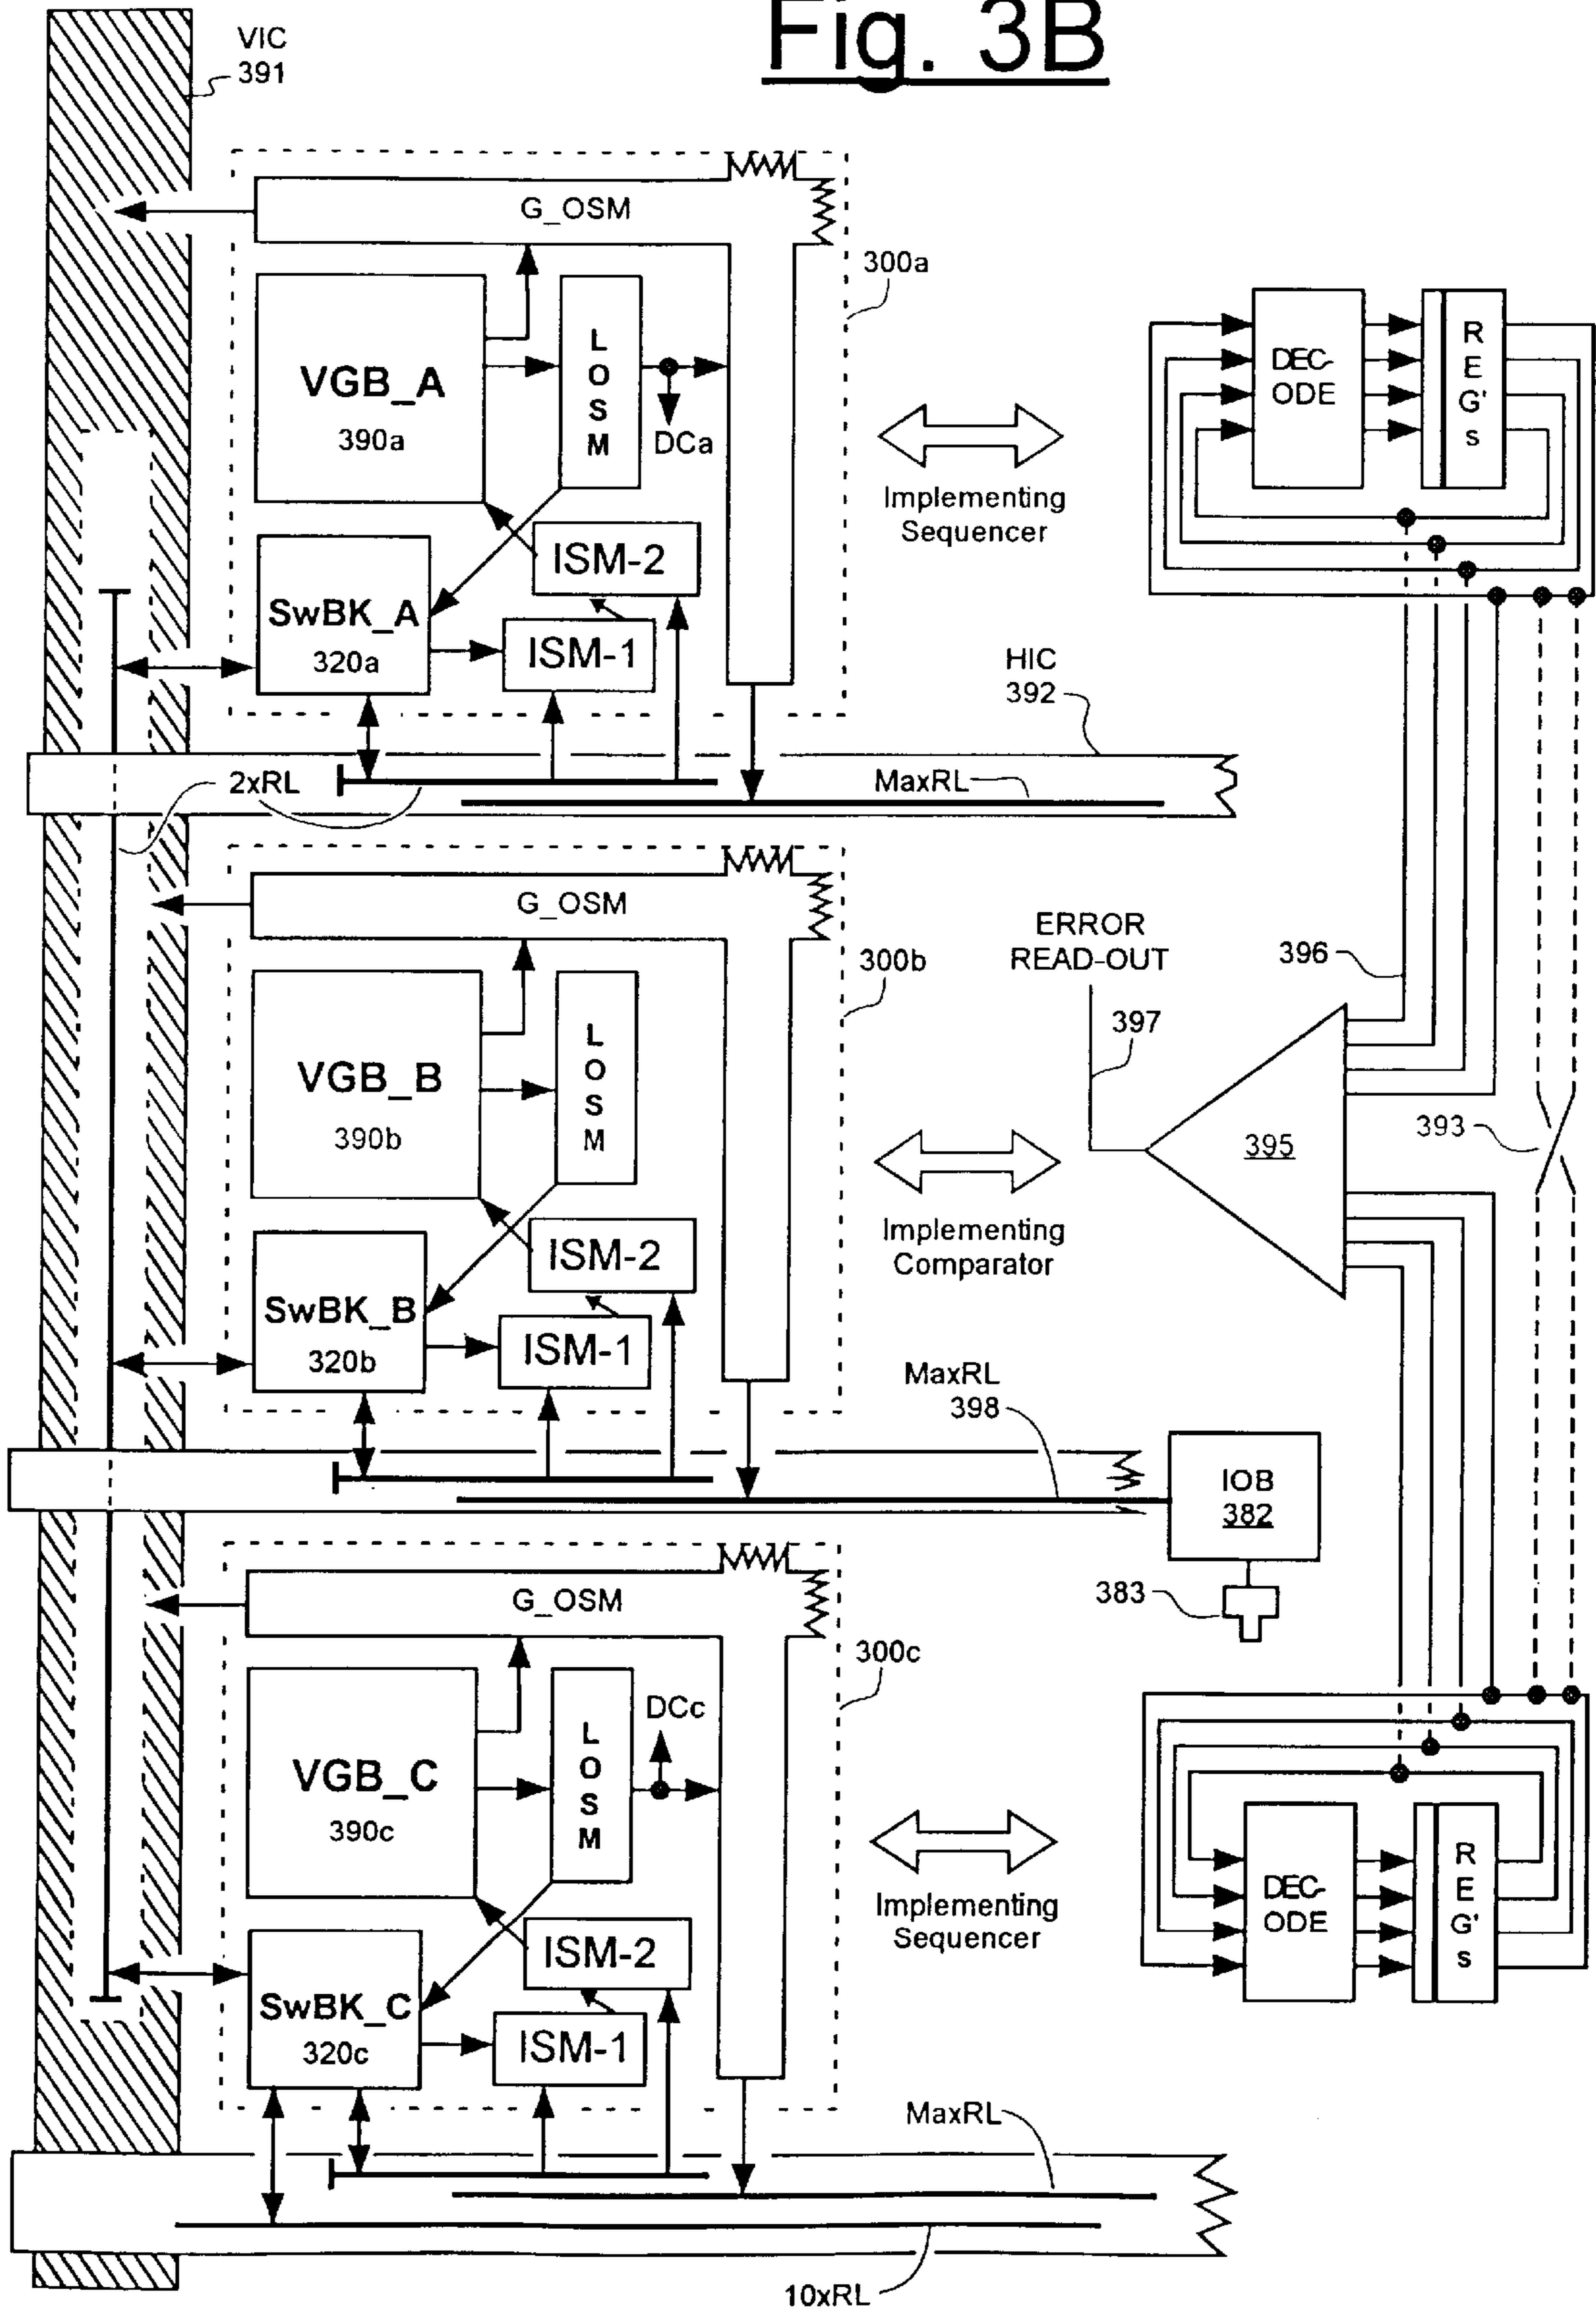 Fig. 3B
VIC
391
G_OSM
300a
VGB_A
390a
L
O
S
M
DCa
ISM-2
SwBK_A
320a
ISM-1
Implementing
Sequencer
DEC-
ODE
R
E
G'
s
HIC
392
2xRL
MaxRL
G_OSM
300b
VGB_B
390b
L
O
S
M
ISM-2
SwBK_B
320b
ISM-1
ERROR
READ-OUT
397
396
395
393
Implementing
Comparator
MaxRL
398
IOB
382
383
G_OSM
300c
VGB_C
390c
L
O
S
M
DCc
ISM-2
SwBK_C
320c
ISM-1
Implementing
Sequencer
DEC-
ODE
R
E
G'
s
MaxRL
10xRL